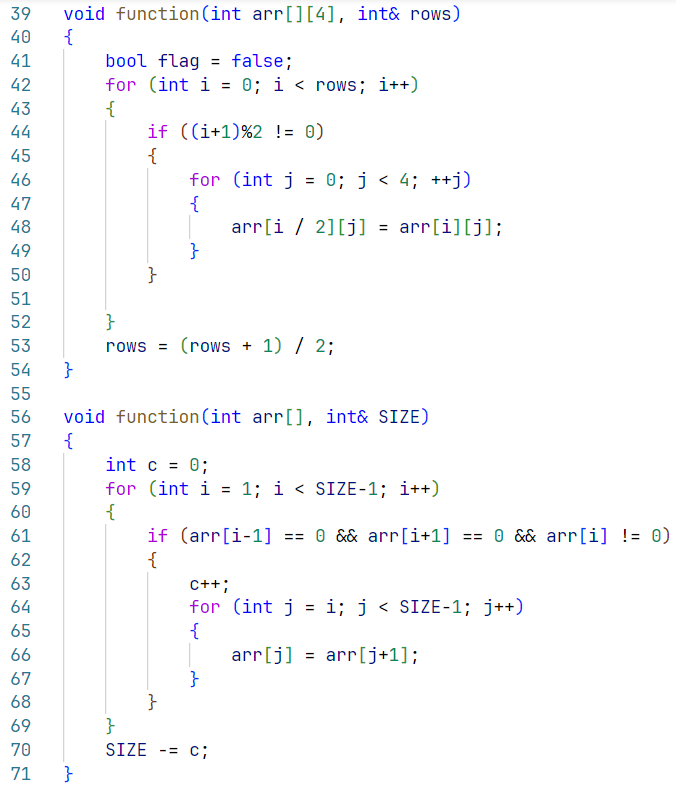 39 void function(int arr[][4], int& rows)
40 {
41     bool flag = false;
42     for (int i = 0; i < rows; i++)
43     {
44         if ((i+1)%2 != 0)
45         {
46             for (int j = 0; j < 4; ++j)
47             {
48                 arr[i / 2][j] = arr[i][j];
49             }
50         }
51
52     }
53     rows = (rows + 1) / 2;
54 }
55
56 void function(int arr[], int& SIZE)
57 {
58     int c = 0;
59     for (int i = 1; i < SIZE-1; i++)
60     {
61         if (arr[i-1] == 0 && arr[i+1] == 0 && arr[i] != 0)
62         {
63             c++;
64             for (int j = i; j < SIZE-1; j++)
65             {
66                 arr[j] = arr[j+1];
67             }
68         }
69     }
70     SIZE -= c;
71 }